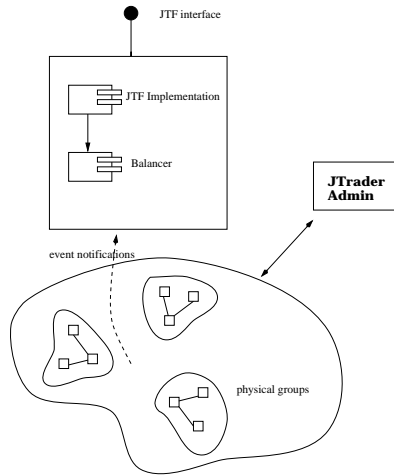 JTF interface
JTF Implementation
Balancer
JTrader
Admin
event notifications
physical groups